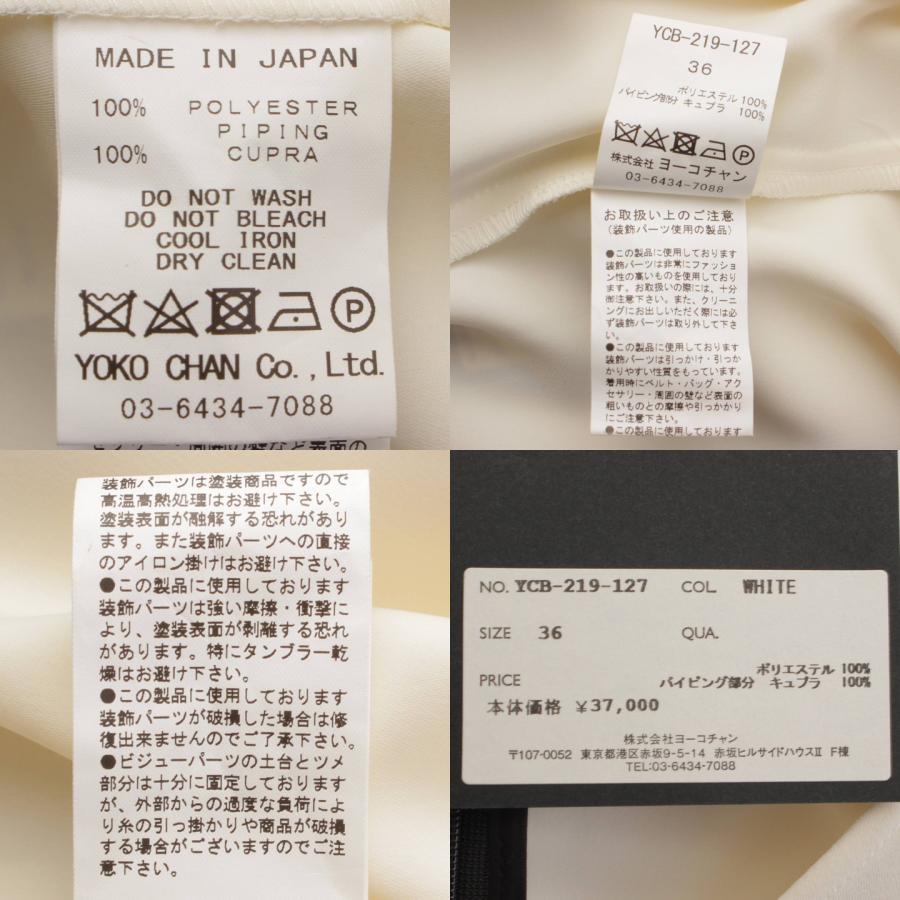 MADE IN JAPAN
100% POLYESTER
PIPING
100% CUPRA
DO NOT WASH
DO NOT BLEACH
COOL IRON
DRY CLEAN
P
YOKO CHAN Co., Ltd.
03-6434-7088
YCB-219-127
36
ポリエステル 100%
パイピング部分 キュプラ 100%
P
株式会社 ヨーコチャン
03-6434-7088
お取扱い上のご注意
(装飾パーツ使用の製品)
●この製品に使用しております
装飾パーツは非常にファッショ
ン性の高いものを使用しており
ます。お取扱いの際には、十分
御注意下さい。また、クリーニ
ングにお出しいただく際には必
ず装飾パーツは取り外して下さ
い。
●この製品に使用しております
装飾パーツは引っかけ・引っか
かりやすい性質をもっています。
着用時にベルト・バッグ・アク
セサリー・周囲の壁など表面の
粗いものとの摩擦や引っかかり
にご注意下さい。
●この製品に使用しております
装飾パーツは塗装商品ですので
高温高熱処理はお避け下さい。
塗装表面が融解する恐れがあり
ます。また装飾パーツへの直接
のアイロン掛けはお避け下さい。
●この製品に使用しております
装飾パーツは強い摩擦・衝撃に
より、塗装表面が剥離する恐れ
があります。特にタンブラー乾
燥はお避け下さい。
●この製品に使用しております
装飾パーツが破損した場合は修
復出来ませんのでご了承下さい。
●ビジューパーツの土台とツメ
部分は十分に固定しております
が、外部からの過度な負荷によ
り糸の引っ掛かりや商品が破損
する場合がございますのでご注
意下さい。
NO. YCB-219-127 COL. WHITE
SIZE 36 QUA.
ポリエステル 100%
PRICE パイピング部分 キュプラ 100%
本体価格 ¥37,000
株式会社ヨーコチャン
〒107-0052 東京都港区赤坂9-5-14 赤坂ヒルサイドハウスⅡ F棟
TEL:03-6434-7088